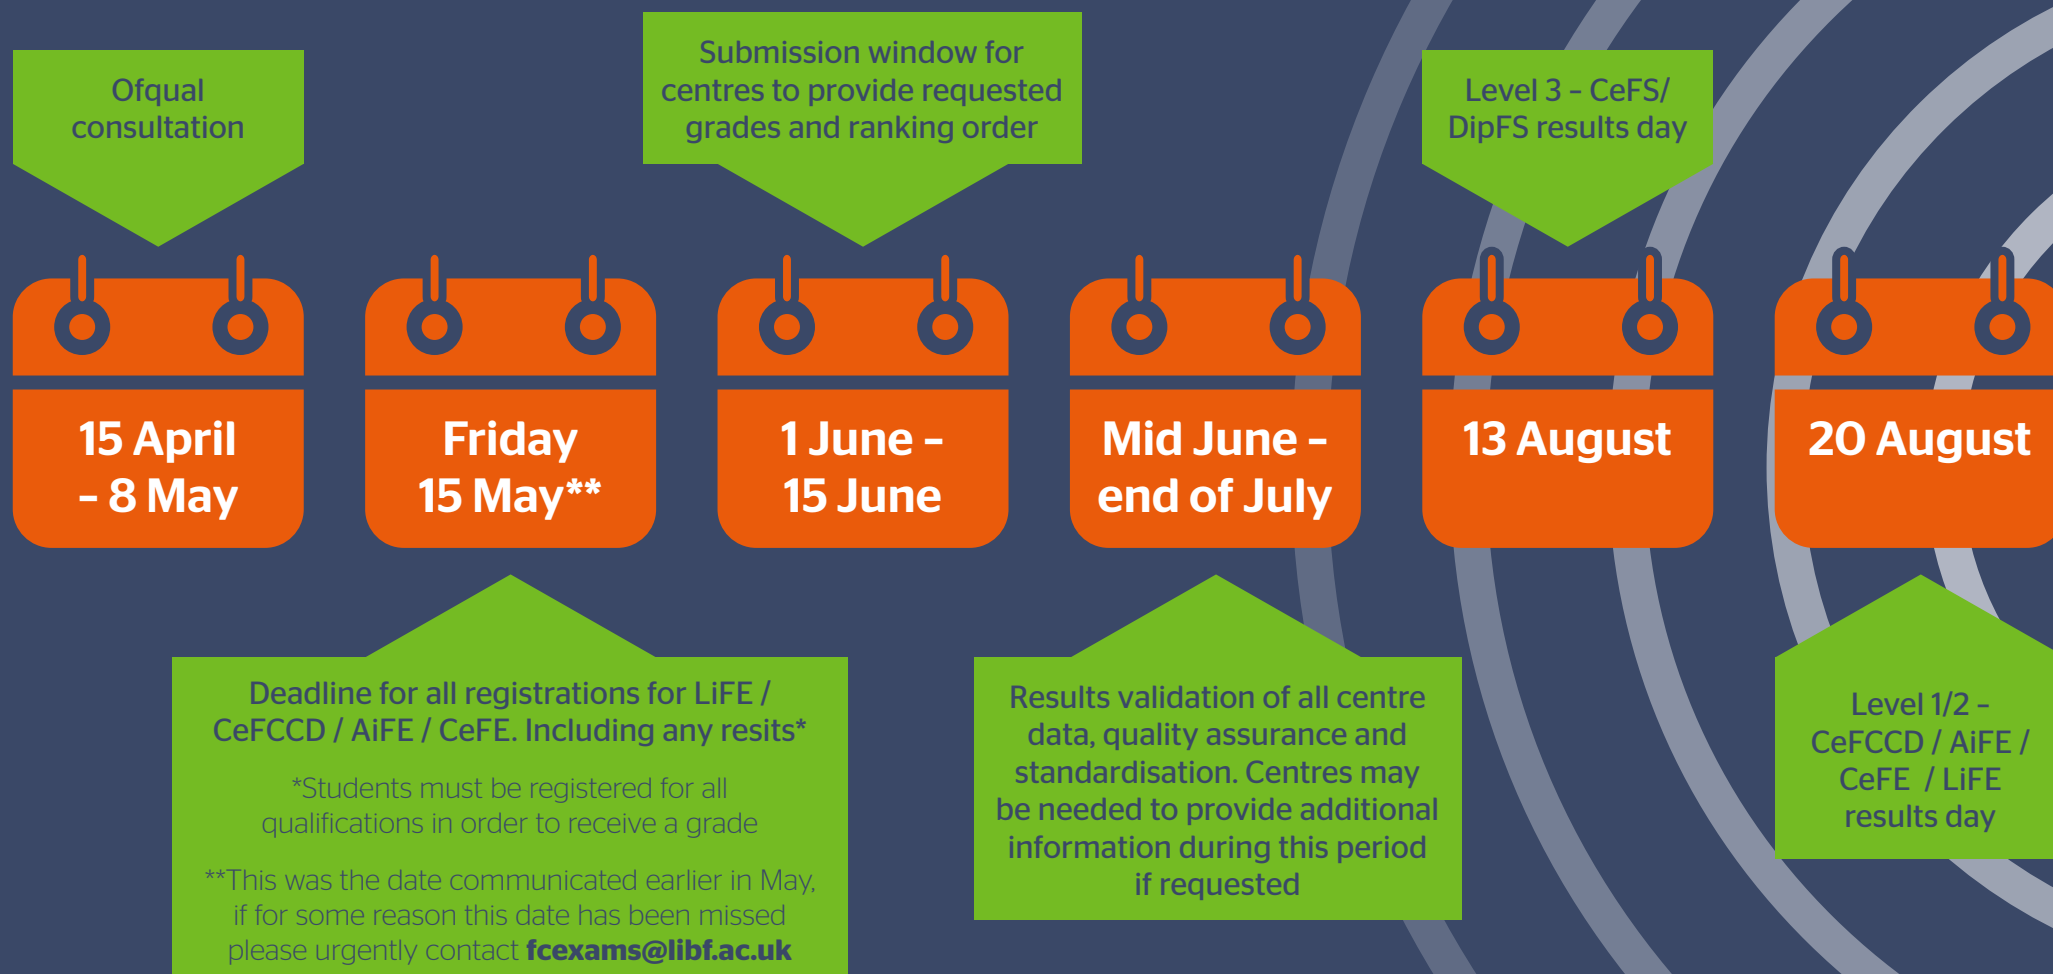 Ofqual
consultation
Submission window for
centres to provide requested
grades and ranking order
Level 3 – CeFS/
DipFS results day
15 April
– 8 May
Friday
15 May**
1 June –
15 June
Mid June –
end of July
13 August
20 August
Deadline for all registrations for LiFE /
CeFCCD / AiFE / CeFE. Including any resits*
*Students must be registered for all
qualifications in order to receive a grade
**This was the date communicated earlier in May,
if for some reason this date has been missed
please urgently contact fcexams@libf.ac.uk
Results validation of all centre
data, quality assurance and
standardisation. Centres may
be needed to provide additional
information during this period
if requested
Level 1/2 –
CeFCCD / AiFE /
CeFE / LiFE
results day